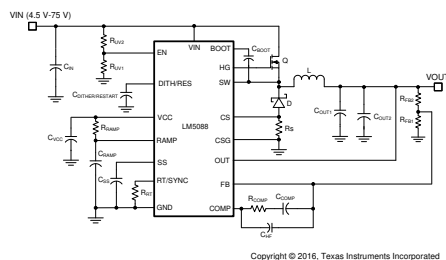 VIN (4.5 V-75 V)
VIN
BOOT
CBOOT
Q
RUV2
EN
HG
RUV1
SW
L
VOUT
CIN
DITH/RES
D
RFB2
CDITHER/RESTART
COUT1
COUT2
VCC
CS
RFB1
RRAMP
LM5088
Rs
CVCC
RAMP
CSG
CRAMP
SS
OUT
CSS
RT/SYNC
FB
RRT
RCOMP
CCOMP
GND
COMP
CHF
Copyright © 2016, Texas Instruments Incorporated